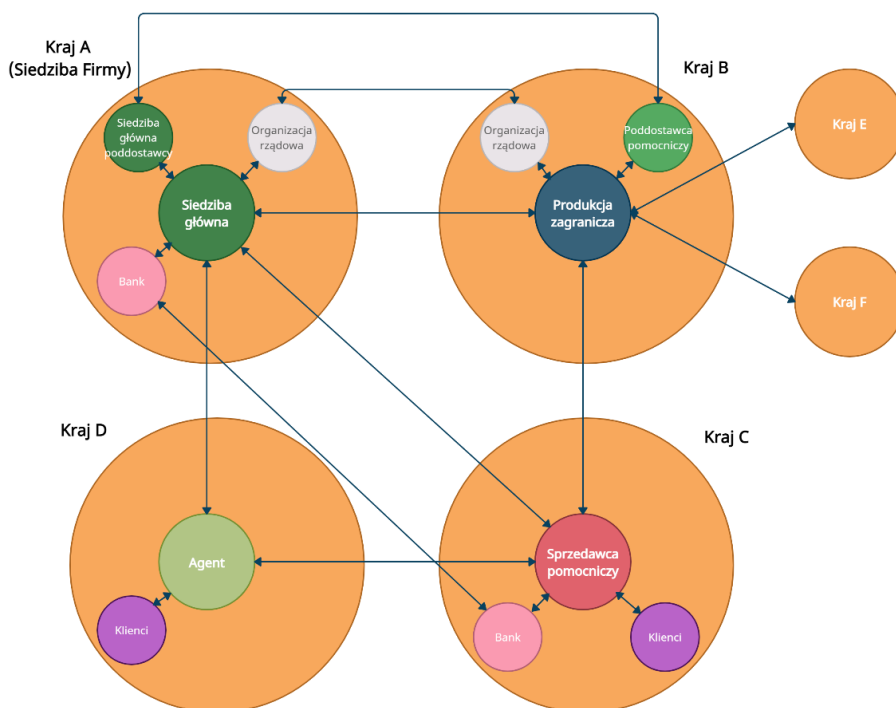 Kraj A
(Siedziba Firmy)
Kraj B
Siedziba
główna
poddostawcy
Organizacja
rządowa
Organizacja
rządowa
Poddostawca
pomocniczy
Kraj E
Siedziba
główna
Produkcja
zagranicza
Bank
Kraj F
Kraj D
Kraj C
Agent
Sprzedawca
pomocniczy
Klienci
Bank
Klienci